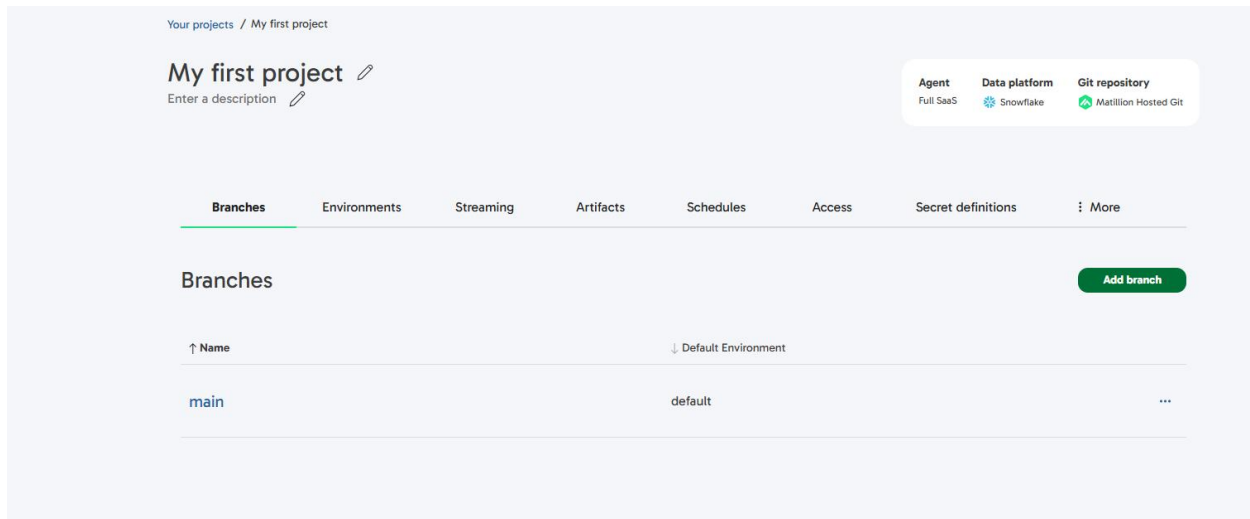 Your projects / My first project
My first project
Enter a description
Agent Data platform Git repository
Full SaaS Snowflake Matillion Hosted Git
Branches Environments Streaming Artifacts Schedules Access Secret definitions ⋮ More
Branches
Add branch
↑ Name ↓ Default Environment
main default ...